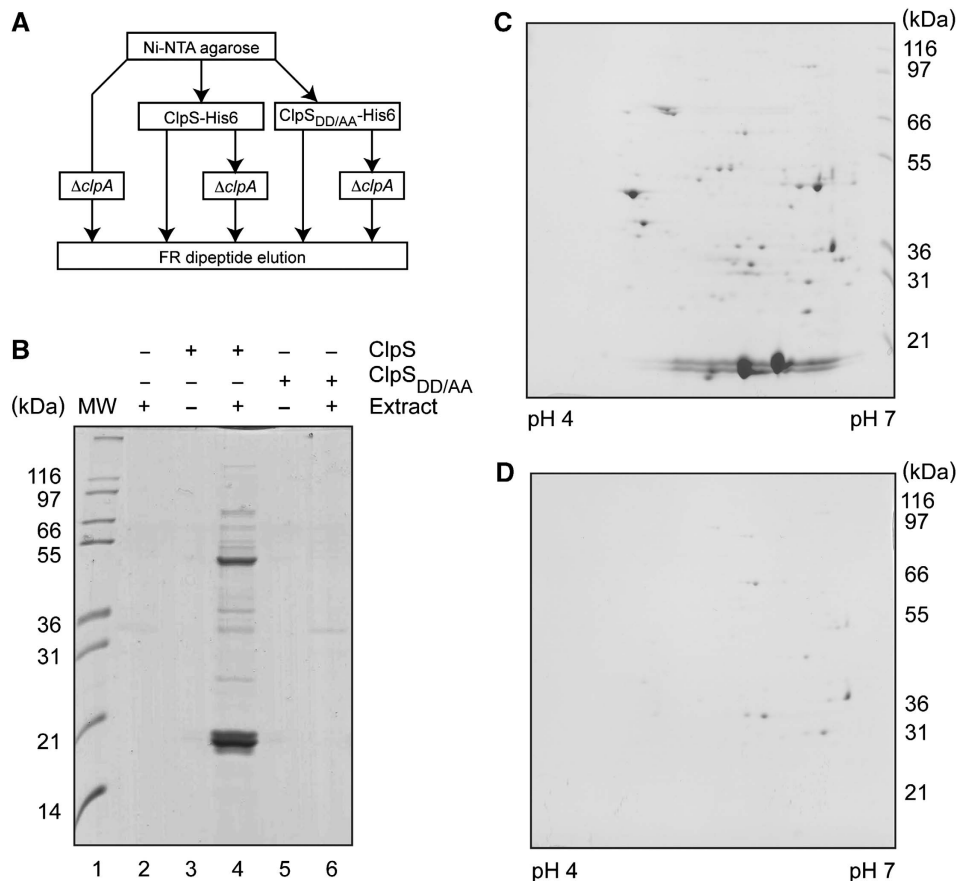 A
Ni-NTA agarose
ClpS-His6
ClpSDD/AA-His6
ΔclpA
ΔclpA
ΔclpA
FR dipeptide elution
B
– + + – – ClpS
– – – + + ClpSDD/AA
(kDa) MW + – + – + Extract
116
97
66
55
36
31
21
14
1 2 3 4 5 6
C
(kDa)
116
97
66
55
36
31
21
pH 4 pH 7
D
(kDa)
116
97
66
55
36
31
21
pH 4 pH 7